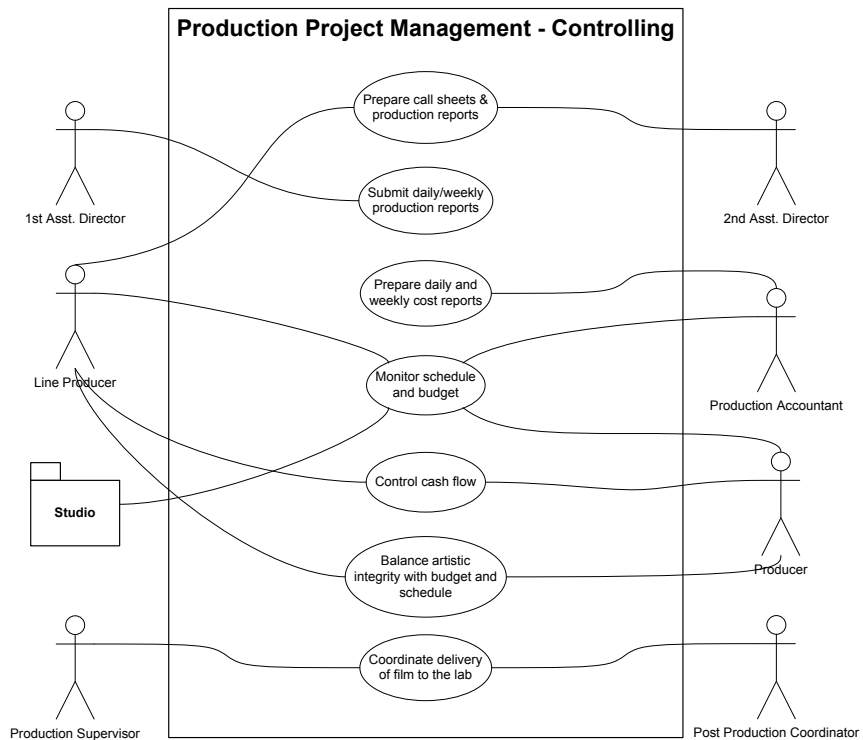 Production Project Management - Controlling
Prepare call sheets &
production reports
1st Asst. Director
Submit daily/weekly
production reports
2nd Asst. Director
Prepare daily and
weekly cost reports
Line Producer
Monitor schedule
and budget
Production Accountant
Control cash flow
Studio
Balance artistic
integrity with budget and
schedule
Producer
Coordinate delivery
of film to the lab
Production Supervisor
Post Production Coordinator